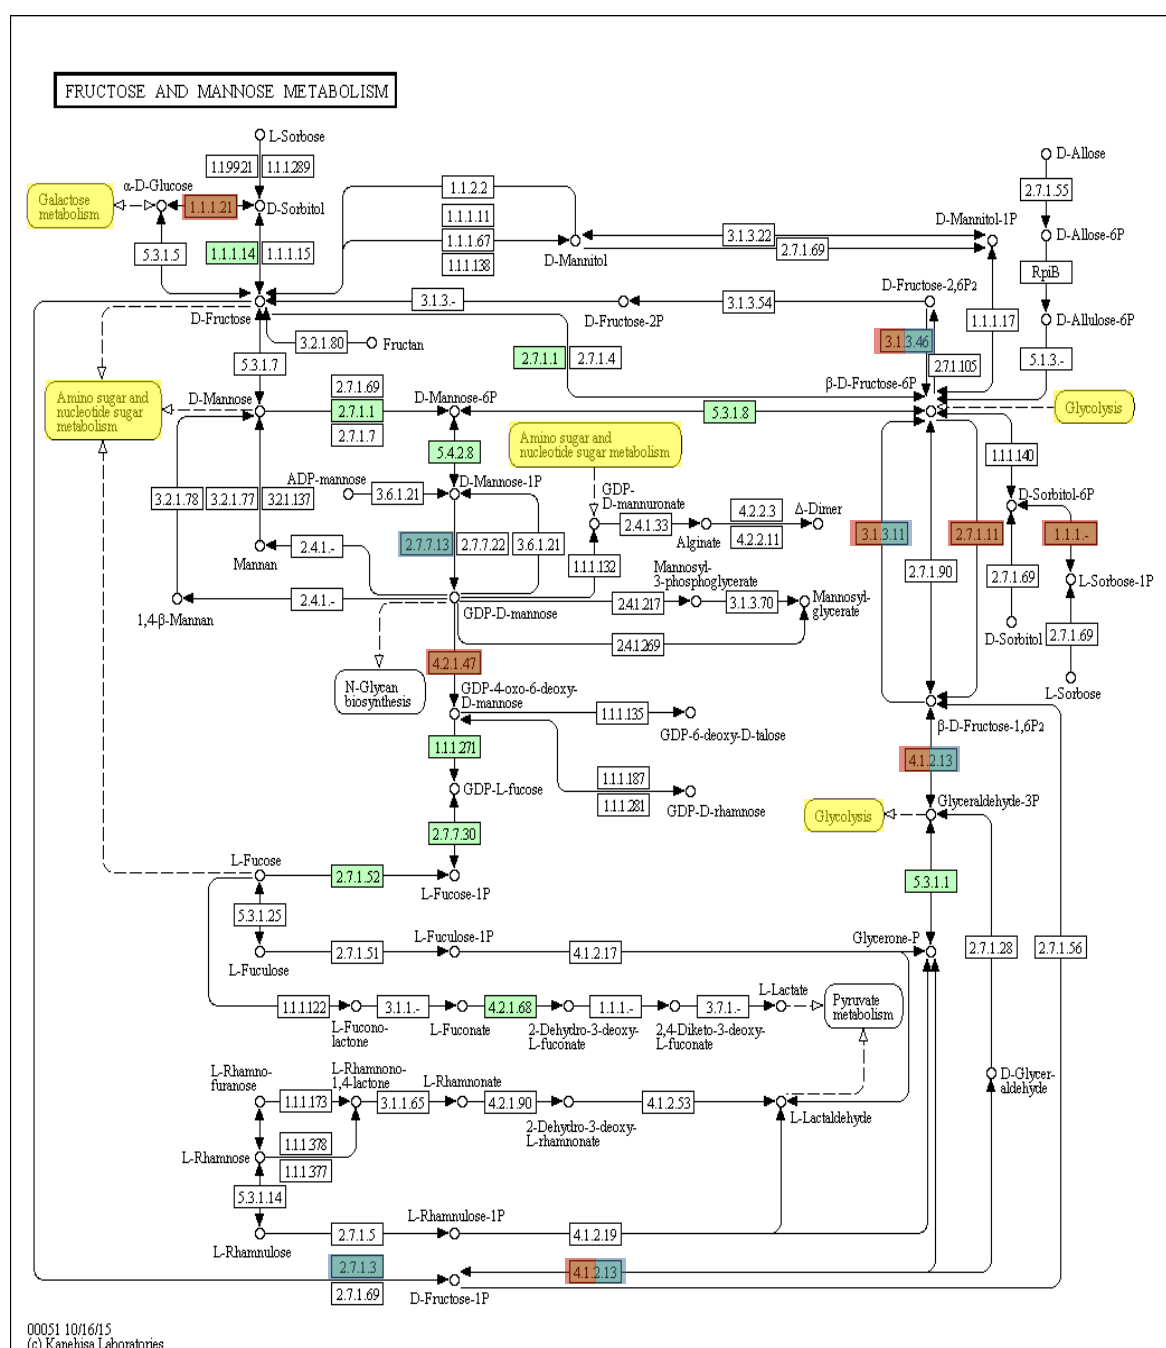 FRUCTOSE AND MANNOSE METABOLISM
L-Sorbose
1.1.99.21
1.1.1.289
D-Allose
Galactose
metabolism
α-D-Glucose
1.1.1.21
D-Sorbitol
1.1.2.2
2.7.1.55
1.1.1.11
1.1.1.67
1.1.1.138
D-Mannitol
3.1.3.22
2.7.1.69
D-Mannitol-1P
D-Allose-6P
5.3.1.5
1.1.1.14
1.1.1.15
RpiB
D-Fructose
3.1.3.-
D-Fructose-2P
3.1.3.54
D-Fructose-2,6P2
1.1.1.17
D-Allulose-6P
3.2.1.80
Fructan
5.3.1.7
2.7.1.1
2.7.1.4
3.1.3.46
2.7.1.105
5.1.3.-
β-D-Fructose-6P
Amino sugar and
nucleotide sugar
metabolism
D-Mannose
2.7.1.69
2.7.1.1
2.7.1.7
D-Mannose-6P
5.3.1.8
Glycolysis
5.4.2.8
Amino sugar and
nucleotide sugar metabolism
1.1.1.140
ADP-mannose
3.6.1.21
D-Mannose-1P
GDP-
D-mannuronate
2.4.1.33
Alginate
4.2.2.3
4.2.2.11
Δ-Dimer
D-Sorbitol-6P
3.2.1.78
3.2.1.77
3.2.1.137
2.7.7.13
2.7.7.22
3.6.1.21
3.1.3.11
2.7.1.11
1.1.1.-
Mannan
2.4.1.-
1.1.1.132
2.7.1.90
2.7.1.69
L-Sorbose-1P
Mannosyl-
3-phosphoglycerate
1,4-β-Mannan
2.4.1.-
GDP-D-mannose
2.4.1.217
3.1.3.70
Mannosyl-
glycerate
2.4.1.269
D-Sorbitol
2.7.1.69
L-Sorbose
N-Glycan
biosynthesis
4.2.1.47
GDP-4-oxo-6-deoxy-
D-mannose
1.1.1.135
GDP-6-deoxy-D-talose
β-D-Fructose-1,6P2
1.1.1.271
4.1.2.13
GDP-L-fucose
1.1.1.187
1.1.1.281
GDP-D-rhamnose
Glycolysis
Glyceraldehyde-3P
2.7.7.30
L-Fucose
2.7.1.52
L-Fucose-1P
5.3.1.1
5.3.1.25
L-Fuculose
2.7.1.51
L-Fuculose-1P
4.1.2.17
Glycerone-P
2.7.1.28
2.7.1.56
1.1.1.122
L-Fucono-
lactone
3.1.1.-
L-Fuconate
4.2.1.68
2-Dehydro-3-deoxy-
L-fuconate
1.1.1.-
2,4-Diketo-3-deoxy-
L-fuconate
3.7.1.-
L-Lactate
Pyruvate
metabolism
L-Rhamno-
furanose
1.1.1.173
L-Rhamnono-
1,4-lactone
3.1.1.65
L-Rhamnonate
4.2.1.90
2-Dehydro-3-deoxy-
L-rhamnonate
4.1.2.53
L-Lactaldehyde
D-Glycer-
aldehyde
L-Rhamnose
1.1.1.378
1.1.1.377
5.3.1.14
L-Rhamnulose
2.7.1.5
L-Rhamnulose-1P
4.1.2.19
2.7.1.3
2.7.1.69
D-Fructose-1P
4.1.2.13
00051 10/16/15
(c) Kanehisa Laboratories